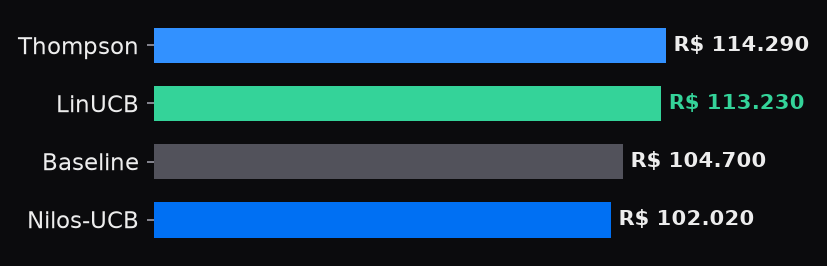 Thompson R$ 114.290
LinUCB R$ 113.230
Baseline R$ 104.700
Nilos-UCB R$ 102.020